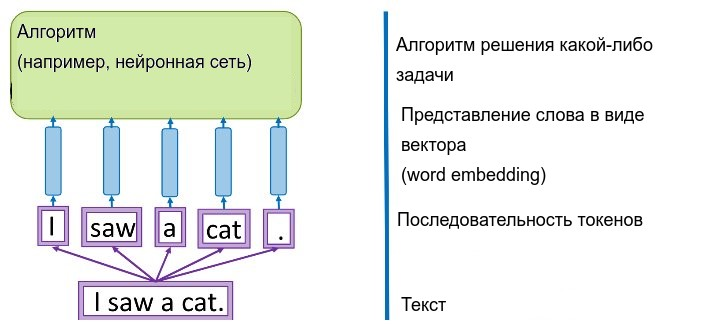 Алгоритм
(например, нейронная сеть)
I
saw
a
cat
.
I saw a cat.
Алгоритм решения какой-либо
задачи
Представление слова в виде
вектора
(word embedding)
Последовательность токенов
Текст